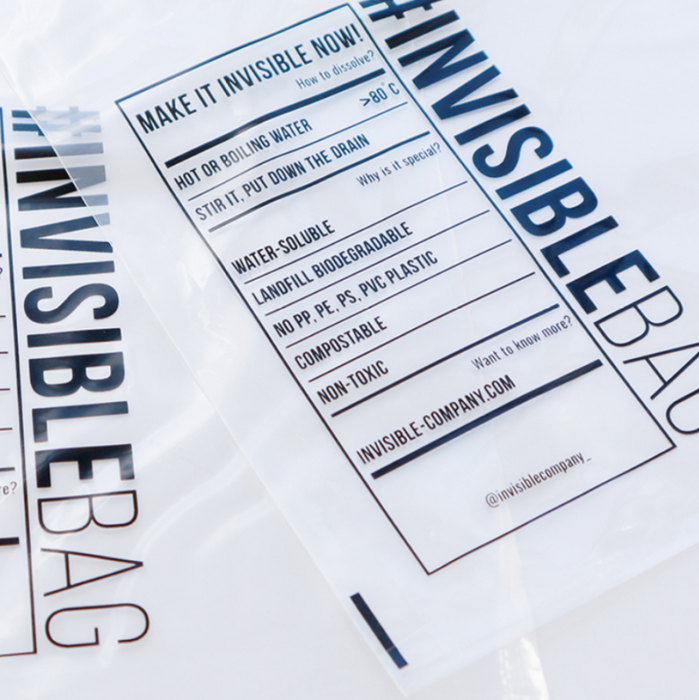 MAKE IT INVISIBLE NOW!
How to dissolve?
HOT OR BOILING WATER >80°C
STIR IT, PUT DOWN THE DRAIN
Why is it special?
WATER-SOLUBLE
LANDFILL BIODEGRADABLE
NO PP, PE, PS, PVC PLASTIC
COMPOSTABLE
NON-TOXIC
Want to know more?
INVISIBLE-COMPANY.COM
@invisiblecompany_
#INVISIBLEBAG
#INVISIBLEBAG